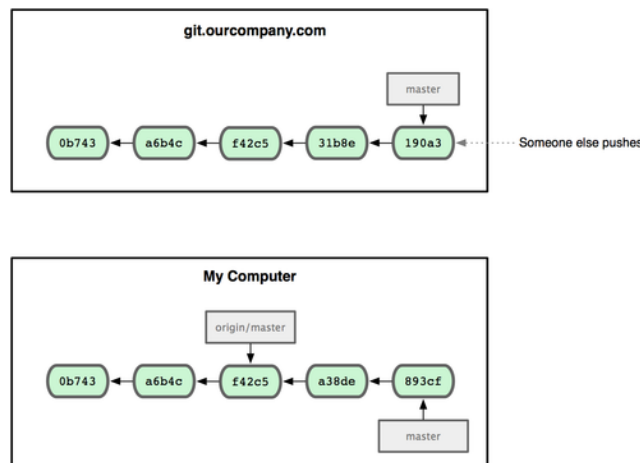 git.ourcompany.com
master
0b743
a6b4c
f42c5
31b8e
190a3
Someone else pushes
My Computer
origin/master
0b743
a6b4c
f42c5
a38de
893cf
master